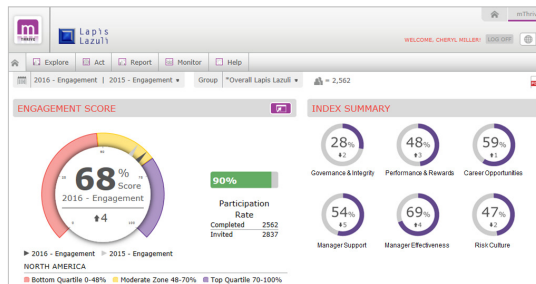 mThriv
m
THRIVE
Lapis
Lazuli
WELCOME, CHERYL MILLER!
LOG OFF
Explore
Act
Report
Monitor
Help
2016 - Engagement | 2015 - Engagement
Group *Overall Lapis Lazuli
= 2,562
ENGAGEMENT SCORE
68% Score
2016 - Engagement
4
90%
Participation
Rate
Completed 2562
Invited 2837
2016 - Engagement 2015 - Engagement
NORTH AMERICA
Bottom Quartile 0-48% Moderate Zone 48-70% Top Quartile 70-100%
INDEX SUMMARY
28%
2
Governance & Integrity
48%
3
Performance & Rewards
59%
1
Career Opportunities
54%
5
Manager Support
69%
4
Manager Effectiveness
47%
2
Risk Culture